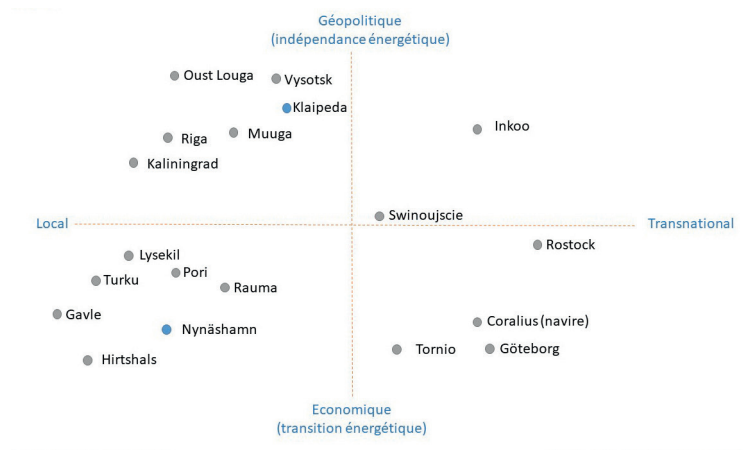 Géopolitique
(indépendance énergétique)
Oust Louga
Vysotsk
Klaipeda
Inkoo
Muuga
Riga
Kaliningrad
Swinoujscie
Local
Transnational
Rostock
Lysekil
Pori
Turku
Rauma
Gavle
Coralius (navire)
Nynäshamn
Tornio
Göteborg
Hirtshals
Economique
(transition énergétique)